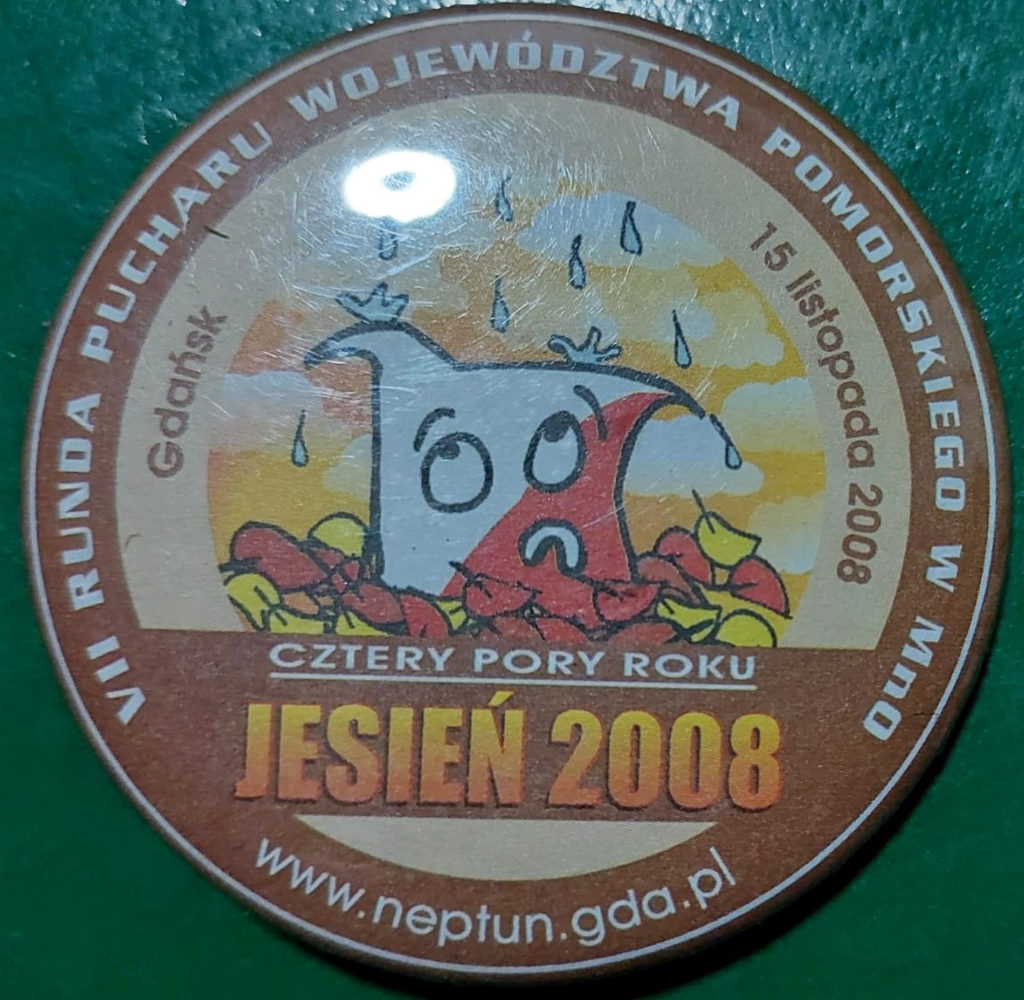 VII RUNDA PUCHARU WOJEWÓDZTWA POMORSKIEGO W MnO
Gdańsk
15 listopada 2008
CZTERY PORY ROKU
JESIEŃ 2008
www.neptun.gda.pl